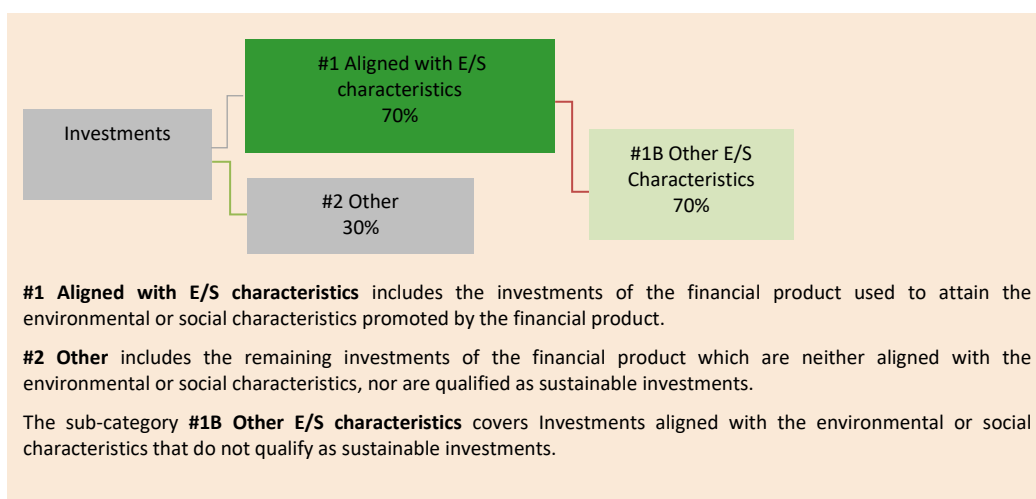 #1 Aligned with E/S
characteristics
70%
Investments
#1B Other E/S
Characteristics
70%
#2 Other
30%
#1 Aligned with E/S characteristics includes the investments of the financial product used to attain the
environmental or social characteristics promoted by the financial product.
#2 Other includes the remaining investments of the financial product which are neither aligned with the
environmental or social characteristics, nor are qualified as sustainable investments.
The sub-category #1B Other E/S characteristics covers Investments aligned with the environmental or social
characteristics that do not qualify as sustainable investments.